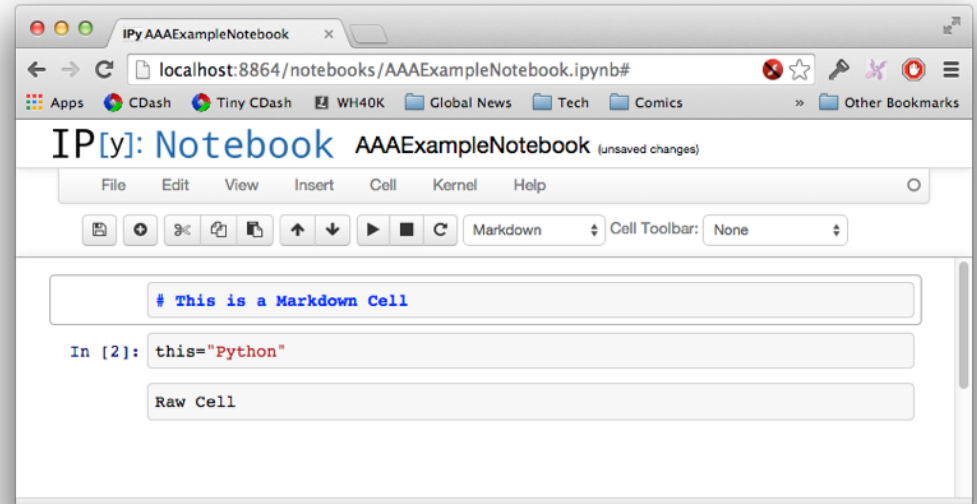 IPy AAAExampleNotebook
localhost:8864/notebooks/AAAExampleNotebook.ipynb#
Apps CDash Tiny CDash WH40K Global News Tech Comics » Other Bookmarks
IP[y]: Notebook AAAExampleNotebook (unsaved changes)
File Edit View Insert Cell Kernel Help
Markdown Cell Toolbar: None
# This is a Markdown Cell
In [2]: this="Python"
Raw Cell